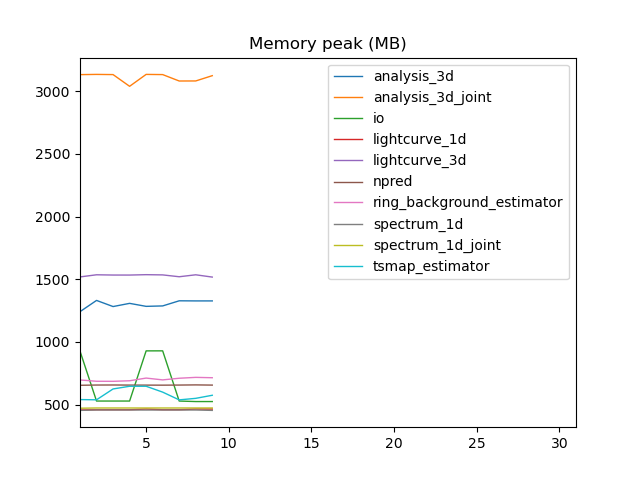 Memory peak (MB)
3000
2500
2000
1500
1000
500
5
10
15
20
25
30
analysis_3d
analysis_3d_joint
io
lightcurve_1d
lightcurve_3d
npred
ring_background_estimator
spectrum_1d
spectrum_1d_joint
tsmap_estimator